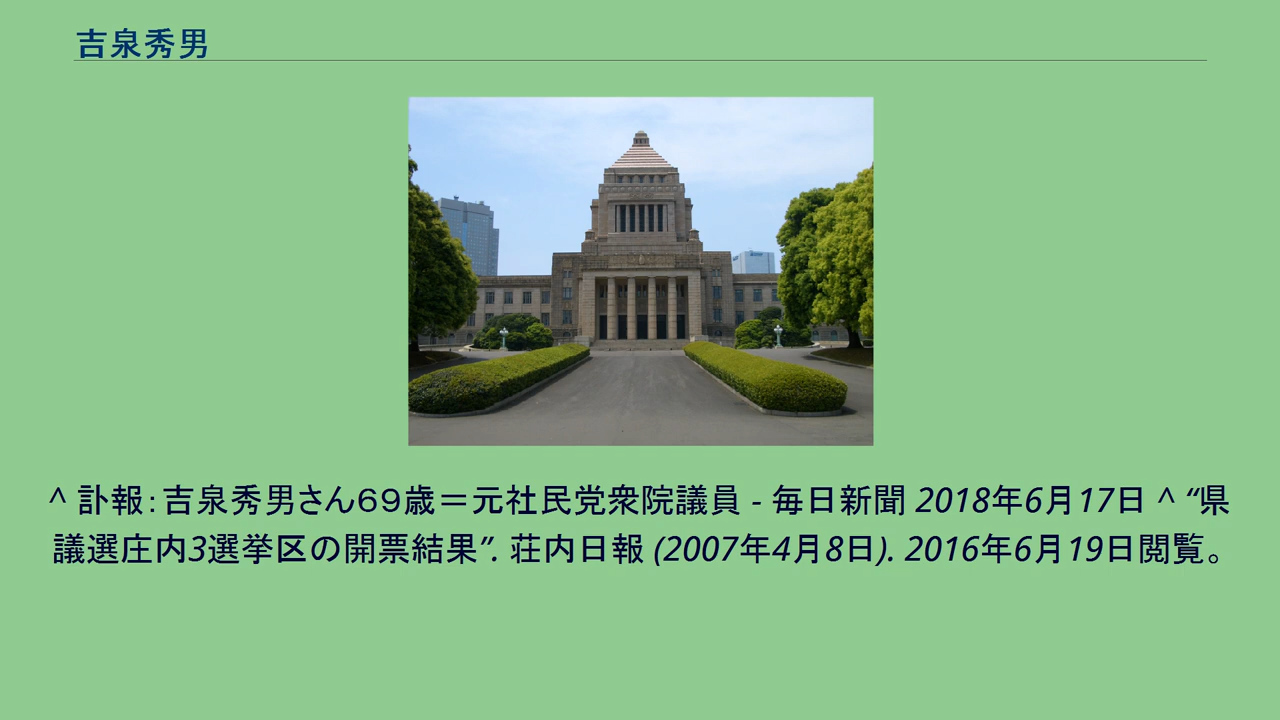 吉泉秀男
^ 訃報：吉泉秀男さん６９歳＝元社民党衆院議員 - 毎日新聞 2018年6月17日 ^ “県
議選庄内3選挙区の開票結果”. 荘内日報 (2007年4月8日). 2016年6月19日閲覧。